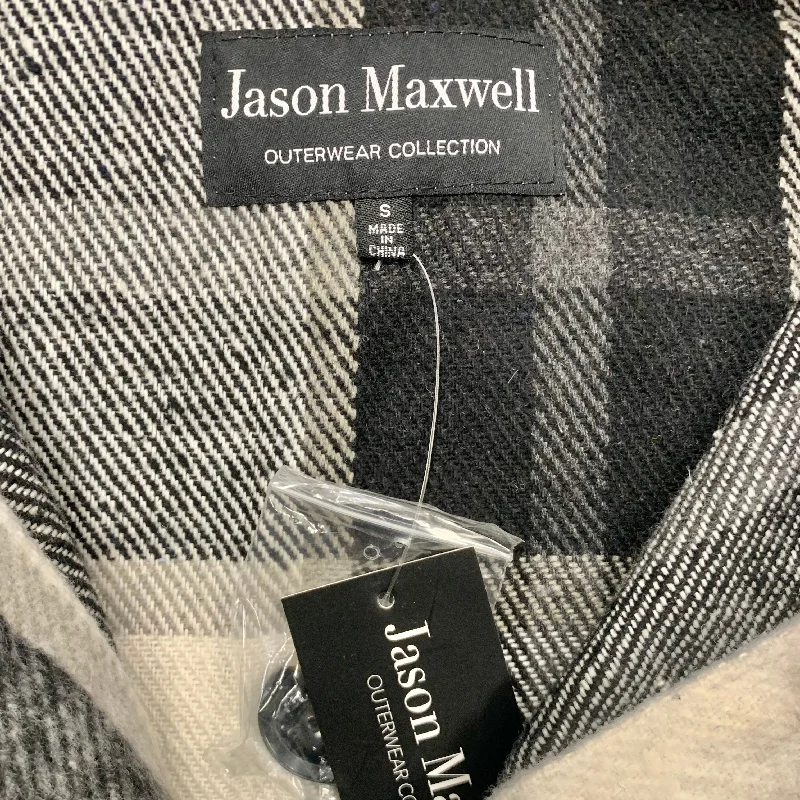 Jason Maxwell
OUTERWEAR COLLECTION
S
MADE
IN
CHINA
Jason Ma
OUTERWEAR CO